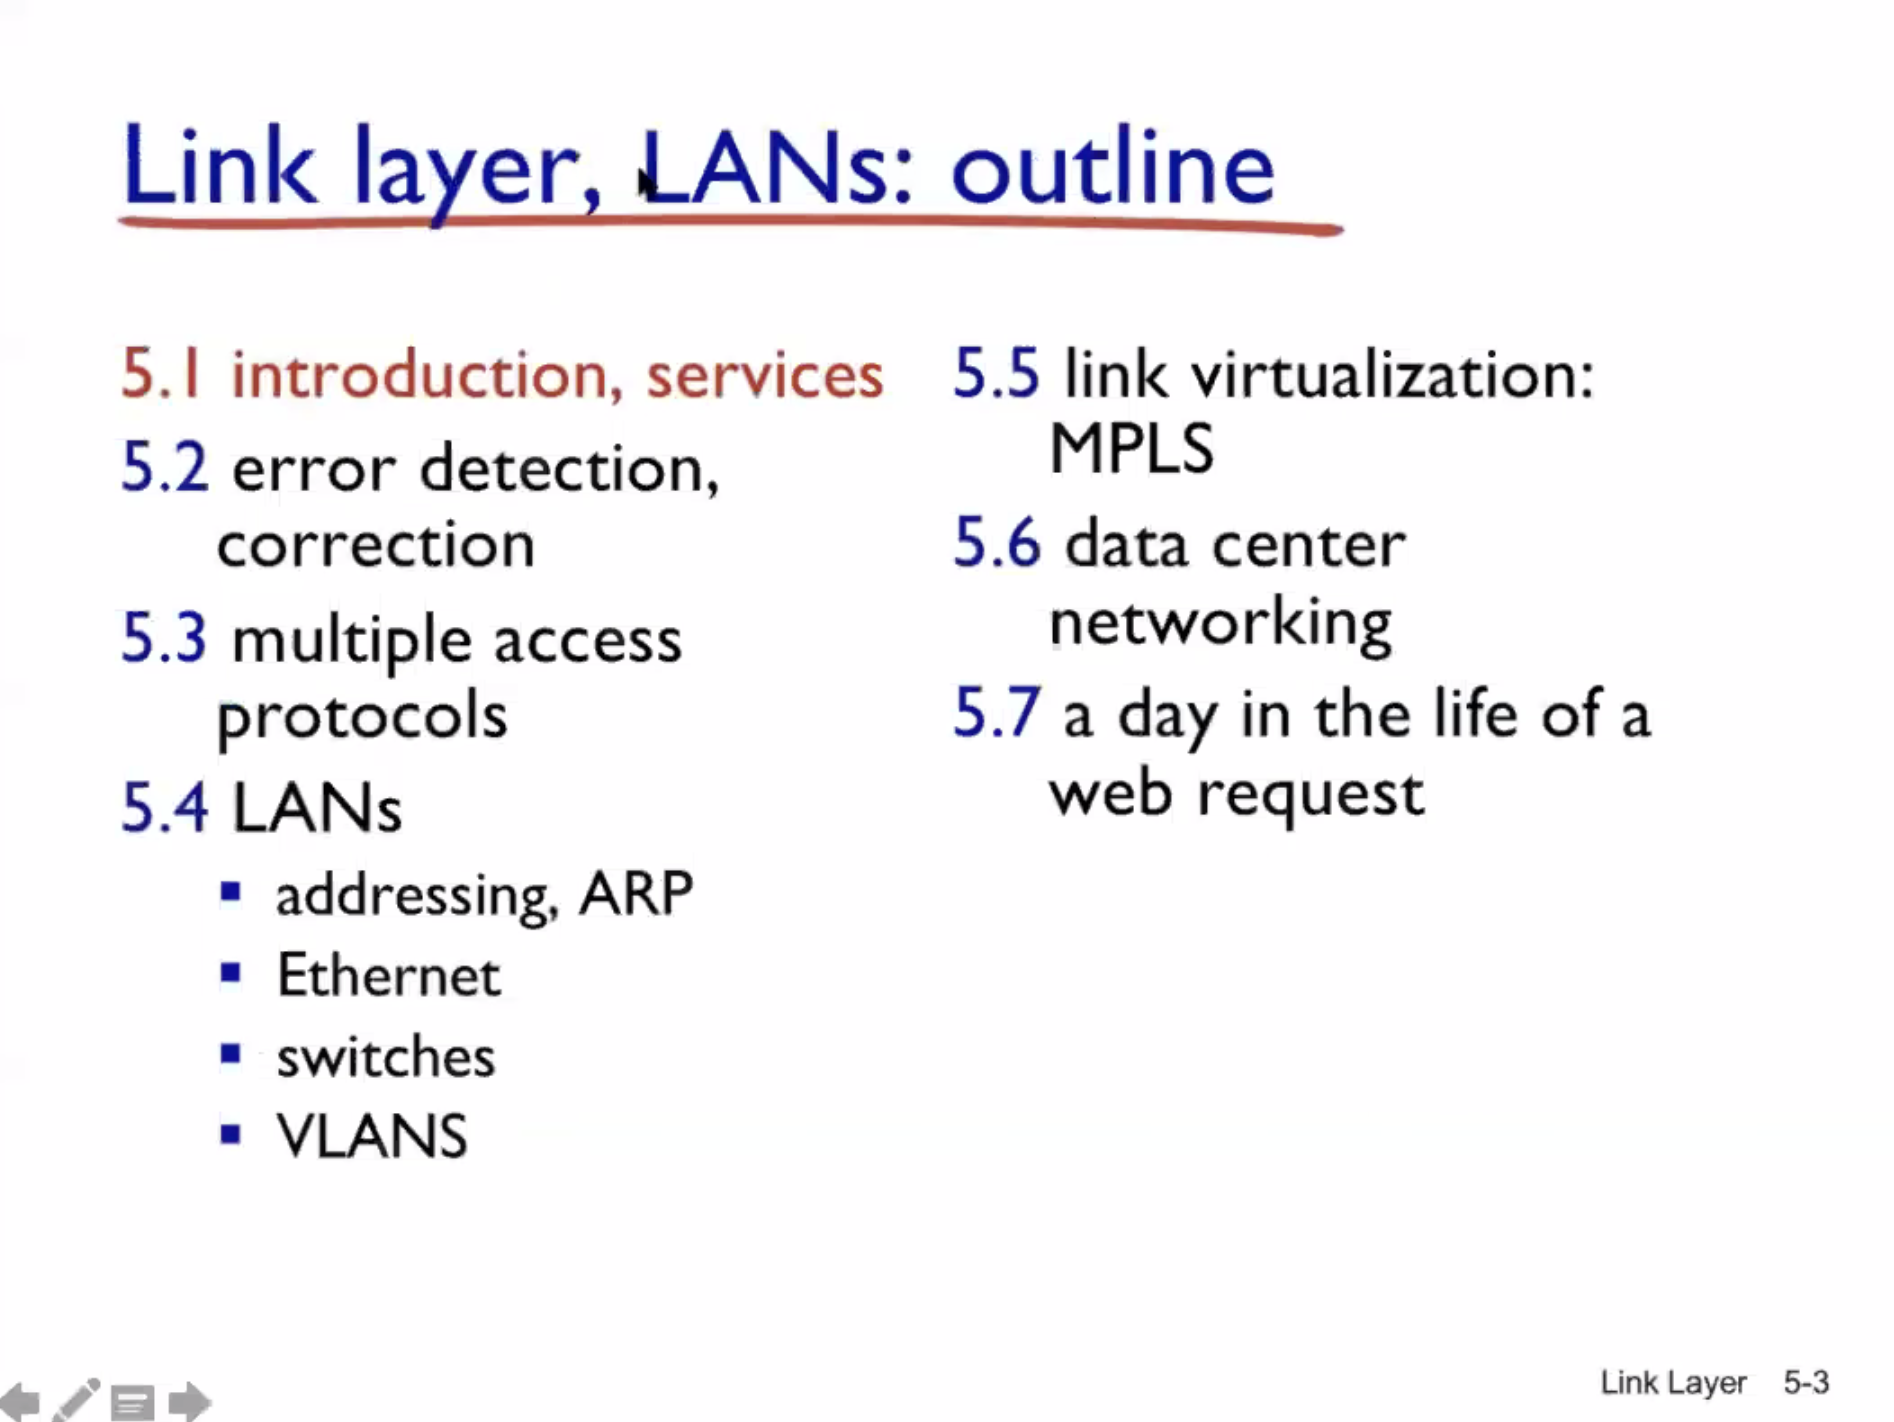 Link layer, LANs: outline
5.1 introduction, services
5.2 error detection,
correction
5.3 multiple access
protocols
5.4 LANs
▪ addressing, ARP
▪ Ethernet
▪ switches
▪ VLANS
5.5 link virtualization:
MPLS
5.6 data center
networking
5.7 a day in the life of a
web request
Link Layer 5-3